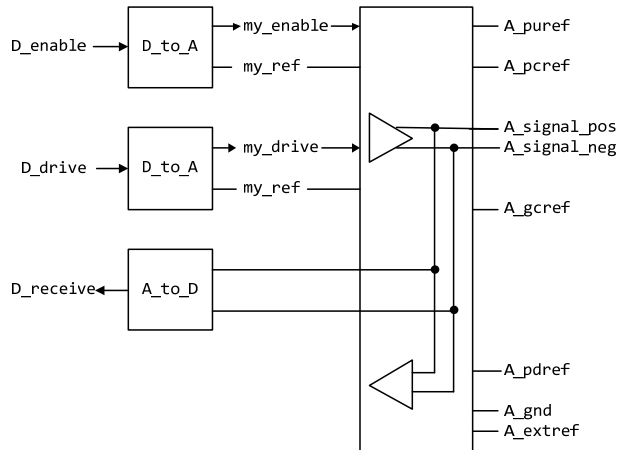 A_puref
my_enable
D_enable
D_to_A
my_ref
A_pcref
A_signal_pos
my_drive
A_signal_neg
D_drive
D_to_A
my_ref
A_gcref
D_receive
A_to_D
A_pdref
A_gnd
A_extref